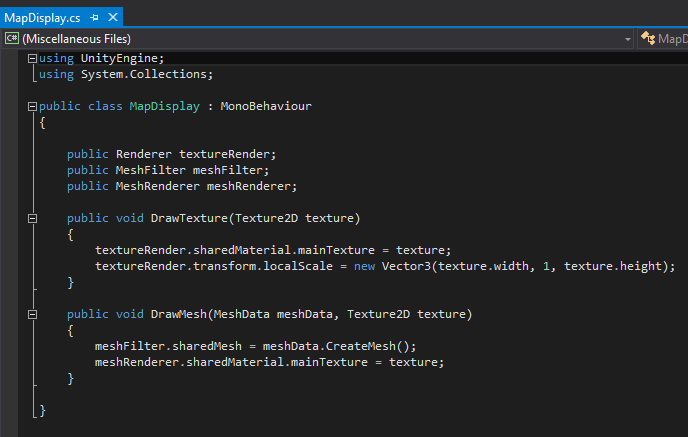 MapDisplay.cs
C# (Miscellaneous Files)
MapD
using UnityEngine;
using System.Collections;
public class MapDisplay : MonoBehaviour
{
public Renderer textureRender;
public MeshFilter meshFilter;
public MeshRenderer meshRenderer;
public void DrawTexture(Texture2D texture)
{
textureRender.sharedMaterial.mainTexture = texture;
textureRender.transform.localScale = new Vector3(texture.width, 1, texture.height);
}
public void DrawMesh(MeshData meshData, Texture2D texture)
{
meshFilter.sharedMesh = meshData.CreateMesh();
meshRenderer.sharedMaterial.mainTexture = texture;
}
}